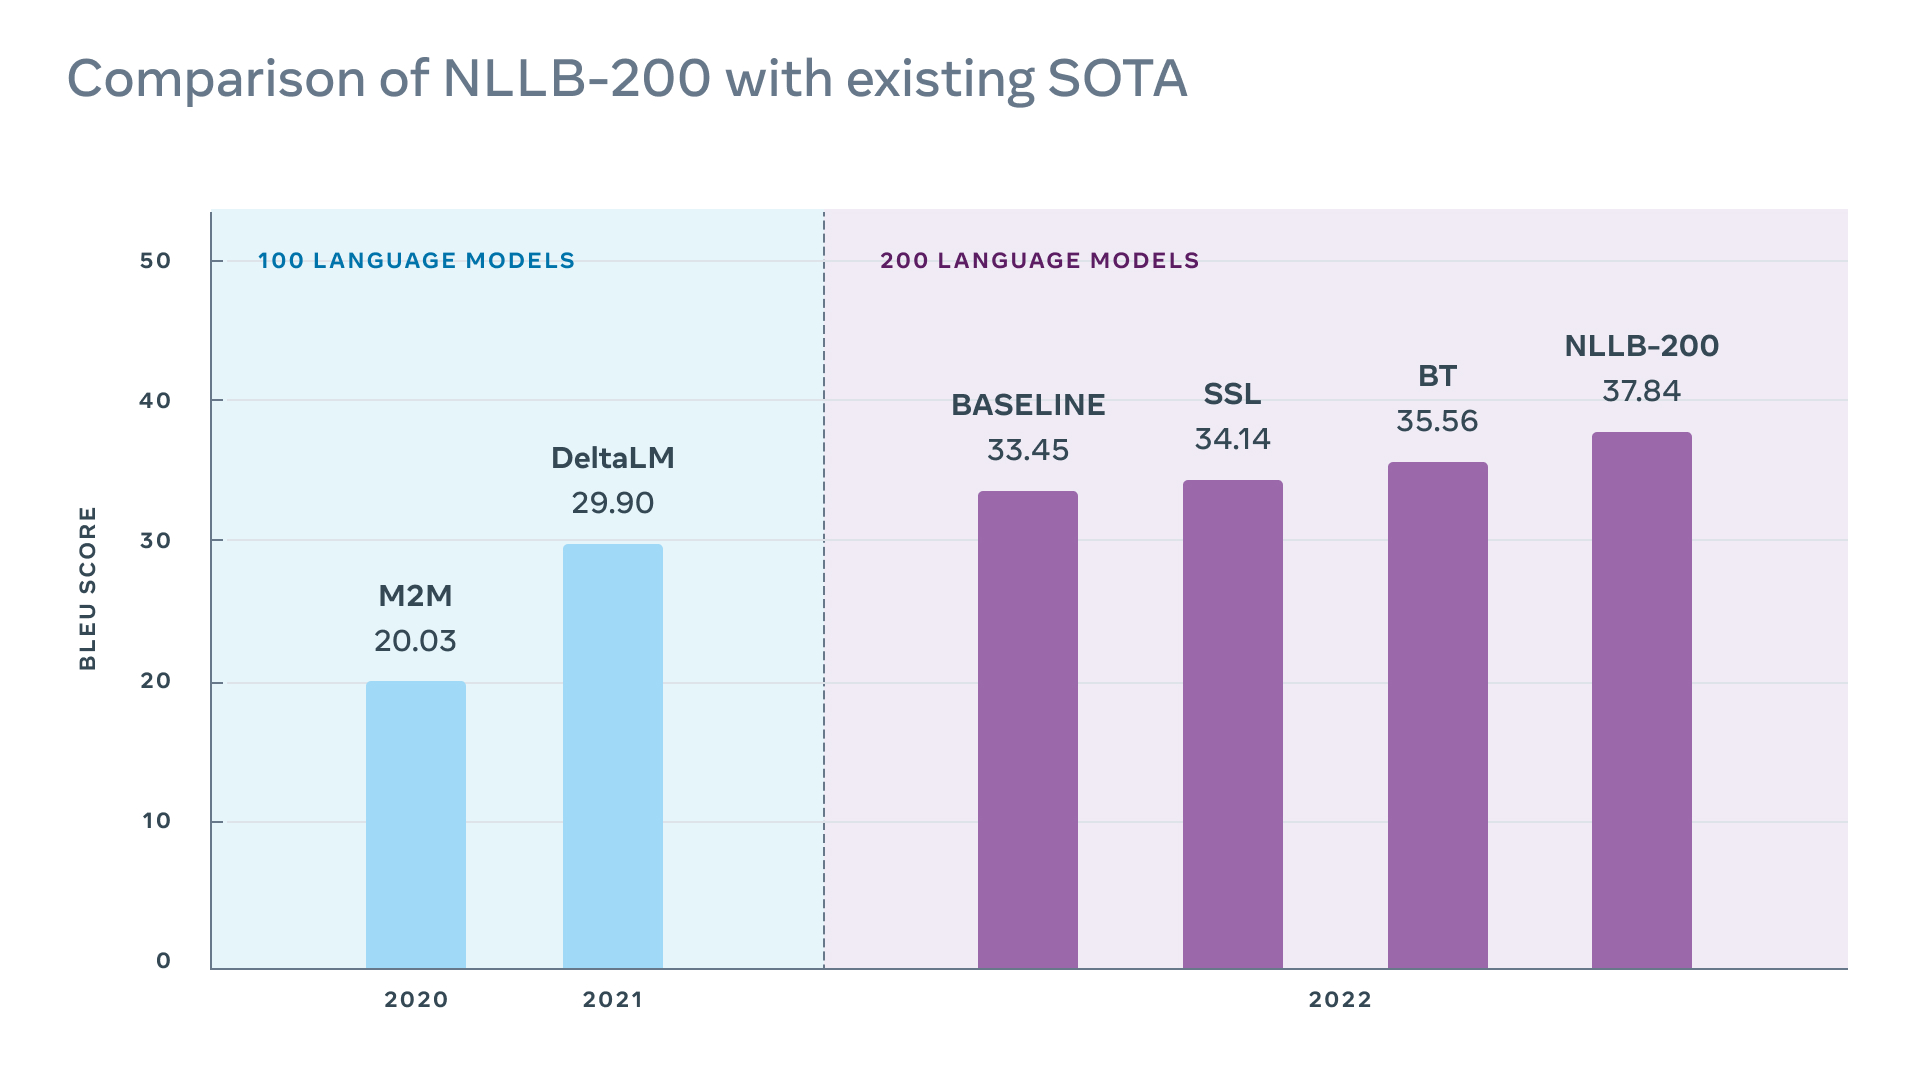 Comparison of NLLB-200 with existing SOTA
BLEU SCORE
50
40
30
20
10
0
100 LANGUAGE MODELS
M2M
20.03
DeltaLM
29.90
200 LANGUAGE MODELS
BASELINE
33.45
SSL
34.14
BT
35.56
NLLB-200
37.84
2020
2021
2022